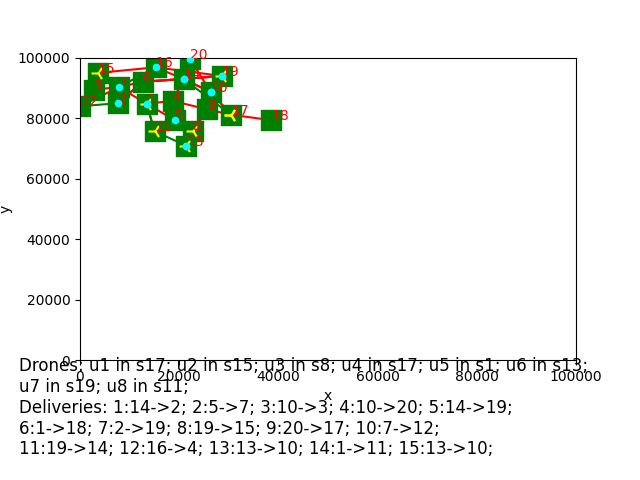 20
100000
15
16
19
17
18
80000
60000
y
40000
20000
0
0 20000 40000 60000 80000 100000
x
Drones: u1 in s17; u2 in s15; u3 in s8; u4 in s17; u5 in s1; u6 in s13;
u7 in s19; u8 in s11;
Deliveries: 1:14->2; 2:5->7; 3:10->3; 4:10->20; 5:14->19;
6:1->18; 7:2->19; 8:19->15; 9:20->17; 10:7->12;
11:19->14; 12:16->4; 13:13->10; 14:1->11; 15:13->10;